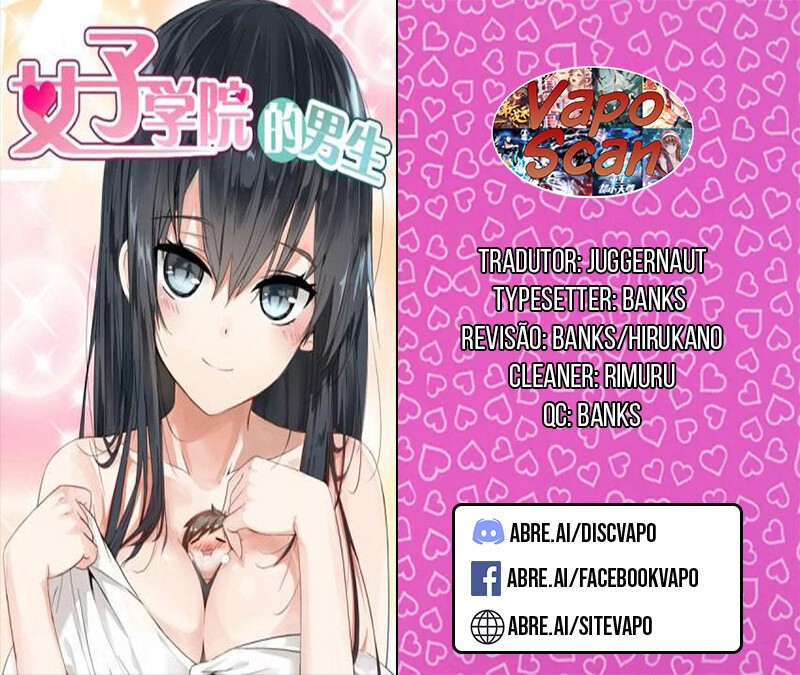 女子学院的男生
Vapo
Scan
TRADUTOR: JUGGERNAUT
TYPESETTER: BANKS
REVISÃO: BANKS/HIRUKANO
CLEANER: RIMURU
QC: BANKS
ABRE.AI/DISCVAPO
ABRE.AI/FACEBOOKVAPO
ABRE.AI/SITEVAPO